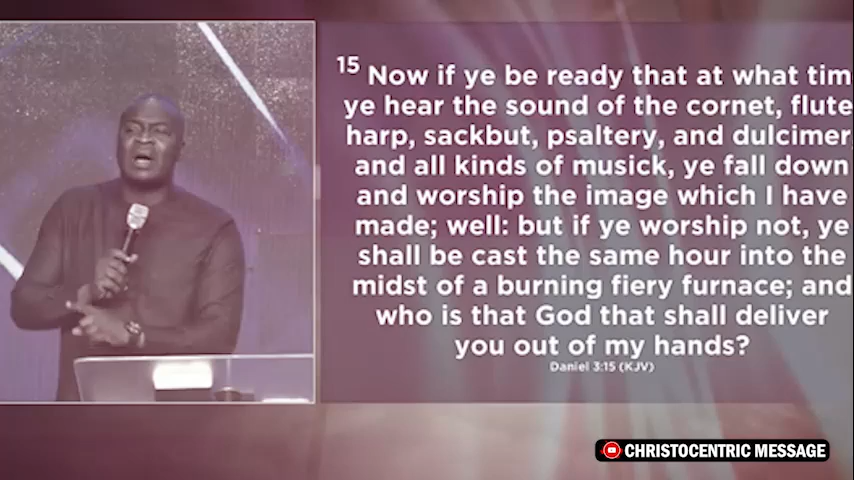 15 Now if ye be ready that at what tim
ye hear the sound of the cornet, flute
harp, sackbut, psaltery, and dulcimer
and all kinds of musick, ye fall down
and worship the image which I have
made; well: but if ye worship not, ye
shall be cast the same hour into the
midst of a burning fiery furnace; and
who is that God that shall deliver
you out of my hands?
Daniel 3:15 (KJV)
CHRISTOCENTRIC MESSAGE